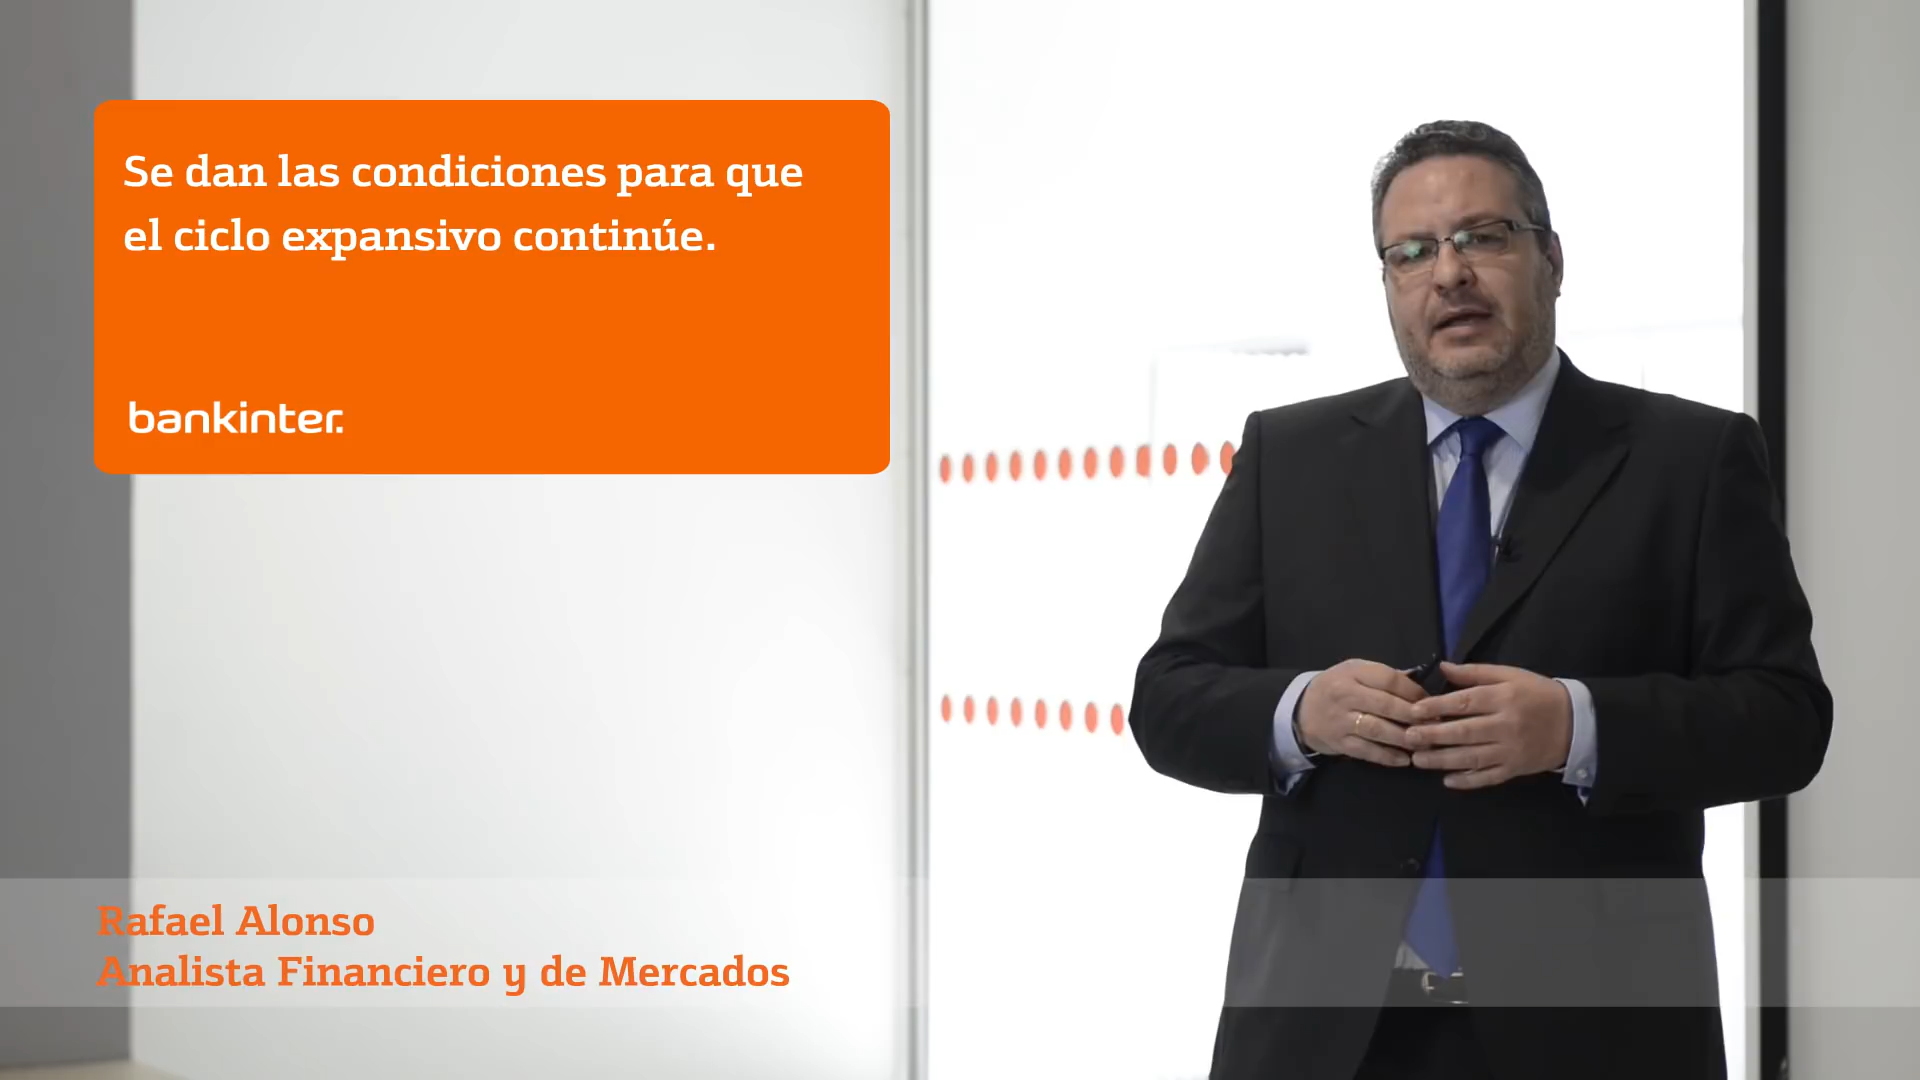 Se dan las condiciones para que
el ciclo expansivo continúe.
bankinter.
Rafael Alonso
Analista Financiero y de Mercados